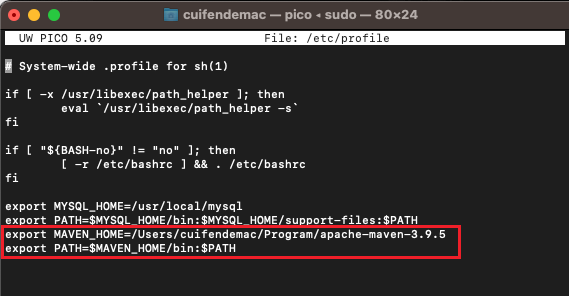 cuifendemac — pico ◂ sudo — 80×24
UW PICO 5.09 File: /etc/profile
# System-wide .profile for sh(1)
if [ -x /usr/libexec/path_helper ]; then
eval `/usr/libexec/path_helper -s`
fi
if [ "${BASH-no}" != "no" ]; then
[ -r /etc/bashrc ] && . /etc/bashrc
fi
export MYSQL_HOME=/usr/local/mysql
export PATH=$MYSQL_HOME/bin:$MYSQL_HOME/support-files:$PATH
export MAVEN_HOME=/Users/cuifendemac/Program/apache-maven-3.9.5
export PATH=$MAVEN_HOME/bin:$PATH